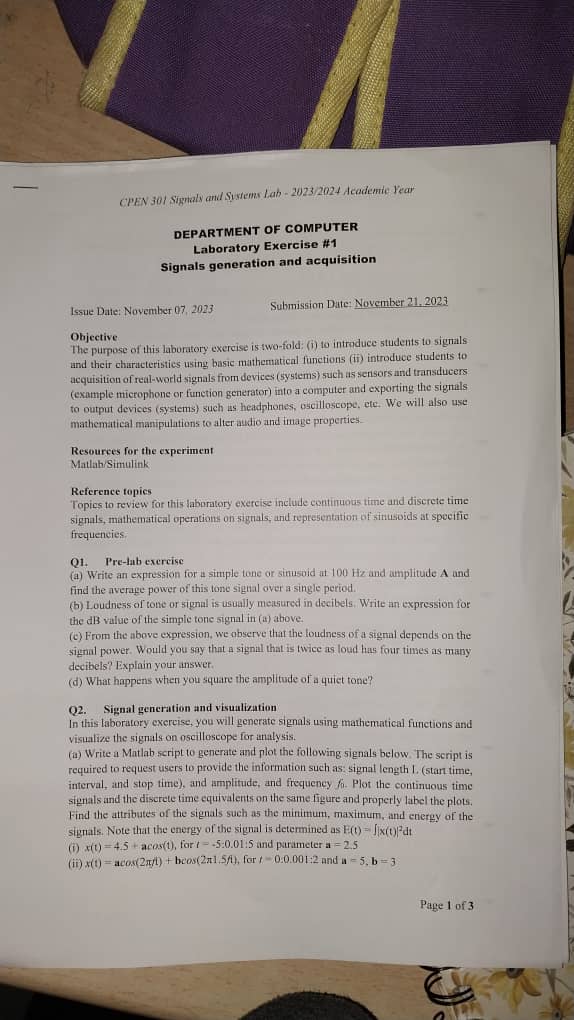 CPEN 301 Signals and Systems Lab - 2023/2024 Academic Year
DEPARTMENT OF COMPUTER
Laboratory Exercise #1
Signals generation and acquisition
Issue Date: November 07, 2023 Submission Date: November 21, 2023
Objective
The purpose of this laboratory exercise is two-fold: (i) to introduce students to signals
and their characteristics using basic mathematical functions (ii) introduce students to
acquisition of real-world signals from devices (systems) such as sensors and transducers
(example microphone or function generator) into a computer and exporting the signals
to output devices (systems) such as headphones, oscilloscope, etc. We will also use
mathematical manipulations to alter audio and image properties.
Resources for the experiment
Matlab/Simulink
Reference topics
Topics to review for this laboratory exercise include continuous time and discrete time
signals, mathematical operations on signals, and representation of sinusoids at specific
frequencies.
Q1. Pre-lab exercise
(a) Write an expression for a simple tone or sinusoid at 100 Hz and amplitude A and
find the average power of this tone signal over a single period.
(b) Loudness of tone or signal is usually measured in decibels. Write an expression for
the dB value of the simple tone signal in (a) above.
(c) From the above expression, we observe that the loudness of a signal depends on the
signal power. Would you say that a signal that is twice as loud has four times as many
decibels? Explain your answer.
(d) What happens when you square the amplitude of a quiet tone?
Q2. Signal generation and visualization
In this laboratory exercise, you will generate signals using mathematical functions and
visualize the signals on oscilloscope for analysis.
(a) Write a Matlab script to generate and plot the following signals below. The script is
required to request users to provide the information such as: signal length L (start time,
interval, and stop time), and amplitude, and frequency f₀. Plot the continuous time
signals and the discrete time equivalents on the same figure and properly label the plots.
Find the attributes of the signals such as the minimum, maximum, and energy of the
signals. Note that the energy of the signal is determined as E(t) = ∫|x(t)|²dt
(i) x(t) = 4.5 + acos(t), for t = -5:0.01:5 and parameter a = 2.5
(ii) x(t) = acos(2πft) + bcos(2π1.5ft), for t = 0:0.001:2 and a = 5, b = 3
Page 1 of 3